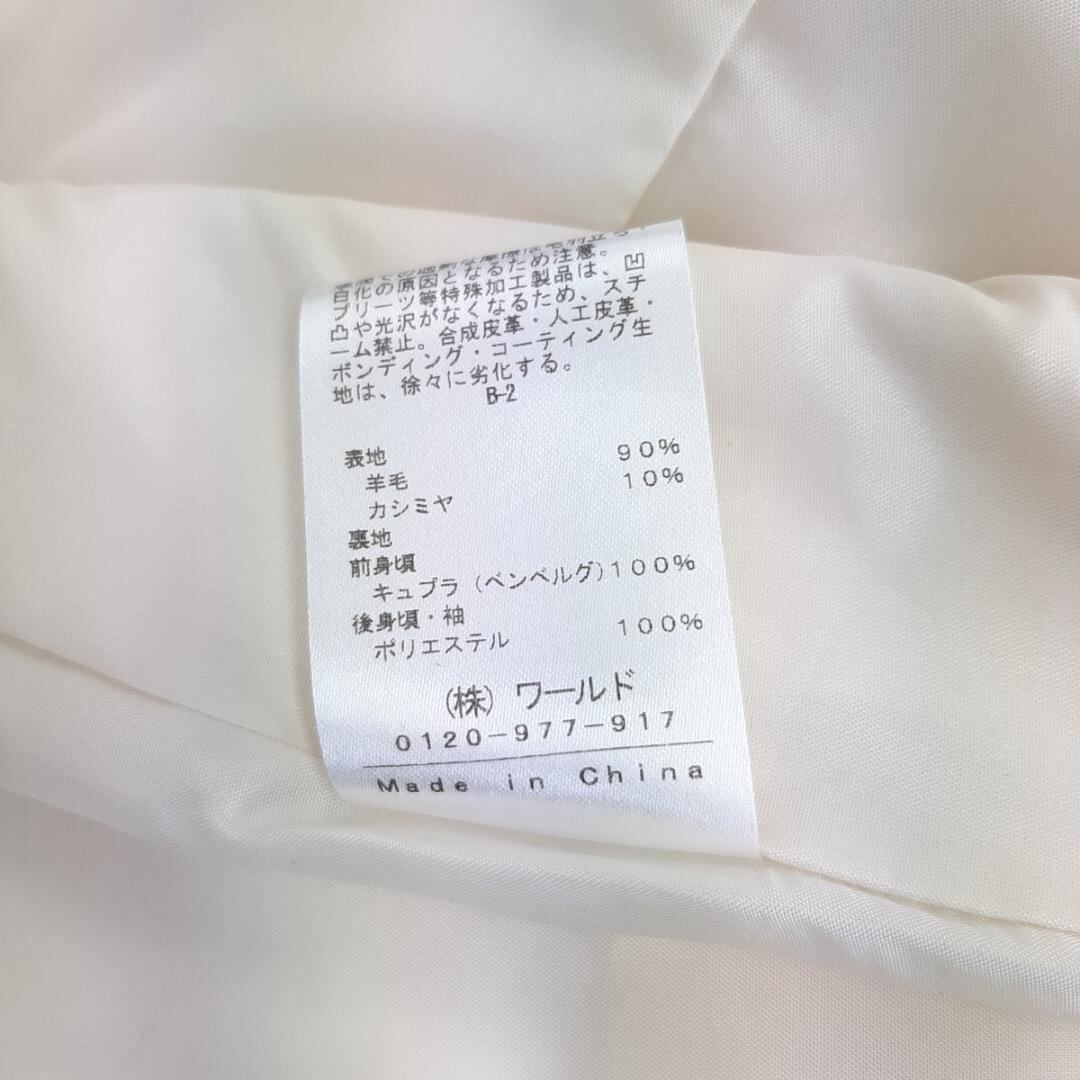 白化の原因となるため注意。
プリーツ等特殊加工製品は、凹
凸や光沢がなくなるため、スチ
ーム禁止。合成皮革・人工皮革・
ボンディング・コーティング生
地は、徐々に劣化する。
B-2
表地
羊毛 90%
カシミヤ 10%
裏地
前身頃
キュプラ(ベンベルグ)100%
後身頃・袖
ポリエステル 100%
(株) ワールド
0120-977-917
Made in China